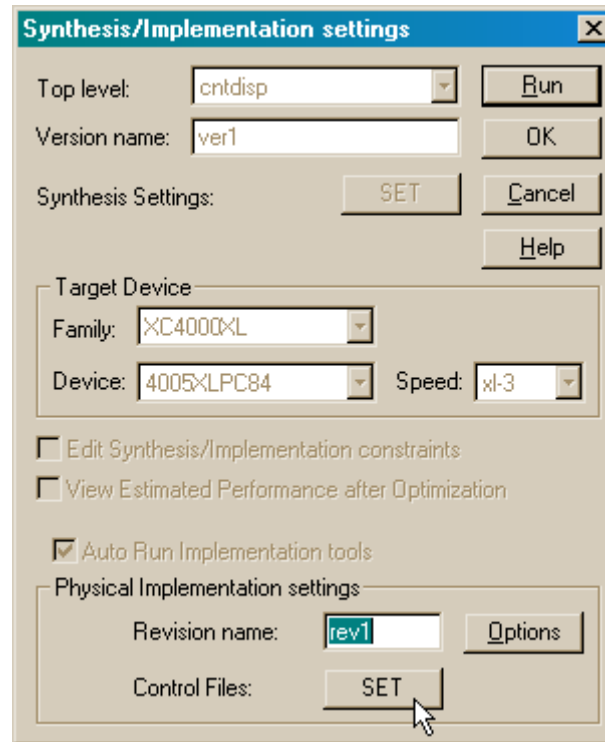 Synthesis/Implementation settings
Top level: cntdisp Run
Version name: ver1 OK
Synthesis Settings: SET Cancel
Help
Target Device
Family: XC4000XL
Device: 4005XLPC84 Speed: xl-3
Edit Synthesis/Implementation constraints
View Estimated Performance after Optimization
Auto Run Implementation tools
Physical Implementation settings
Revision name: rev1 Options
Control Files: SET